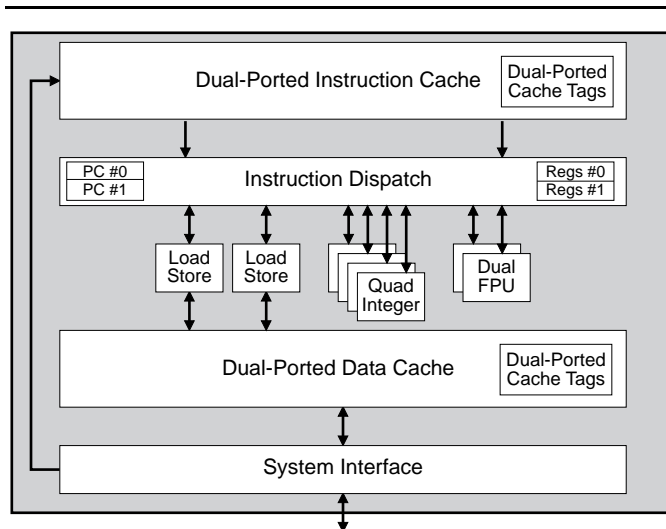 Dual-Ported Instruction Cache
Dual-Ported
Cache Tags
PC #0
PC #1
Instruction Dispatch
Regs #0
Regs #1
Load
Store
Load
Store
Quad
Integer
Dual
FPU
Dual-Ported Data Cache
Dual-Ported
Cache Tags
System Interface